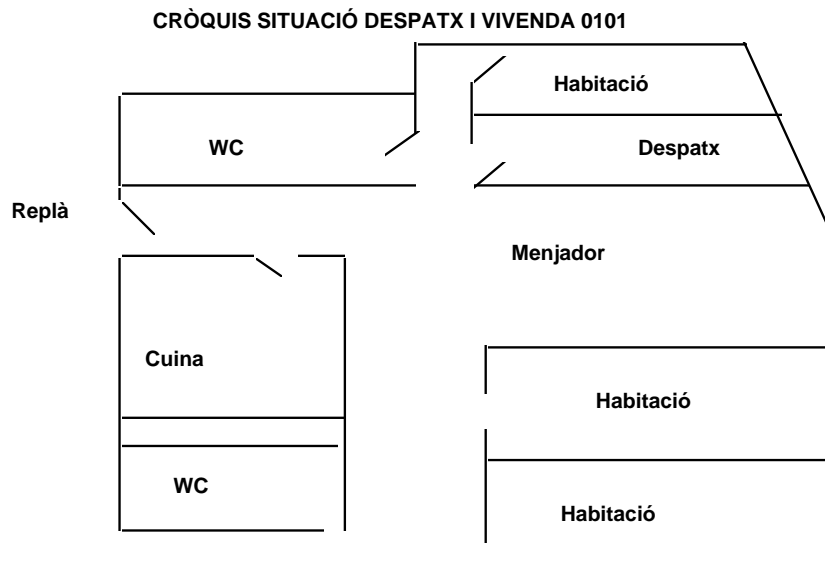 CRÒQUIS SITUACIÓ DESPATX I VIVENDA 0101
Habitació
WC
Despatx
Replà
Menjador
Cuina
Habitació
WC
Habitació